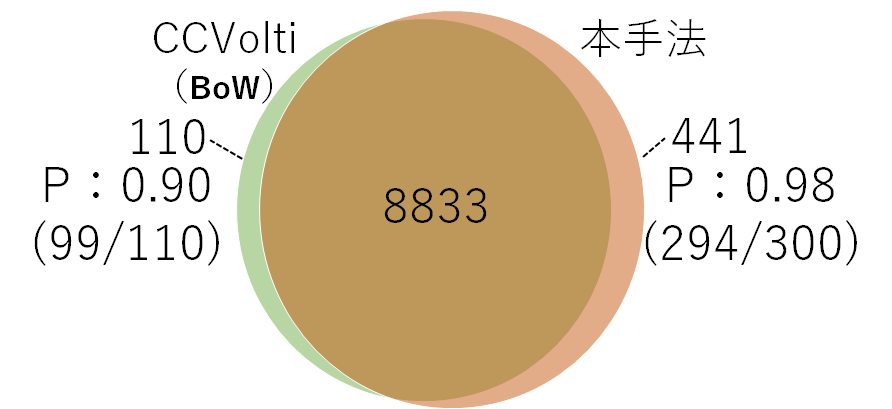 CCVolti
（BoW）
110
P：0.90
(99/110)
8833
本手法
441
P：0.98
(294/300)